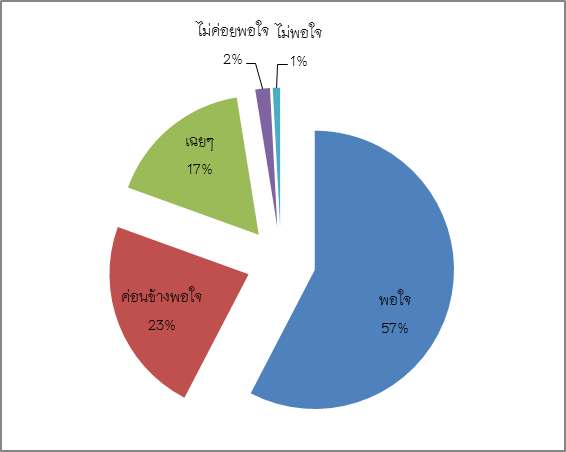 ไม่ค่อยพอใจ
2%
ไม่พอใจ
1%
เฉยๆ
17%
ค่อนข้างพอใจ
23%
พอใจ
57%